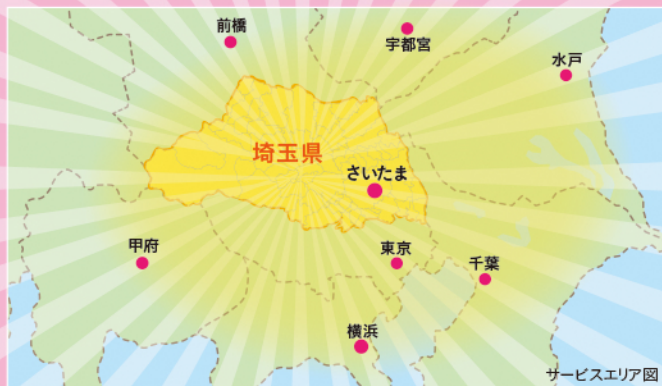 前橋
宇都宮
水戸
埼玉県
さいたま
甲府
東京
千葉
横浜
サービスエリア図